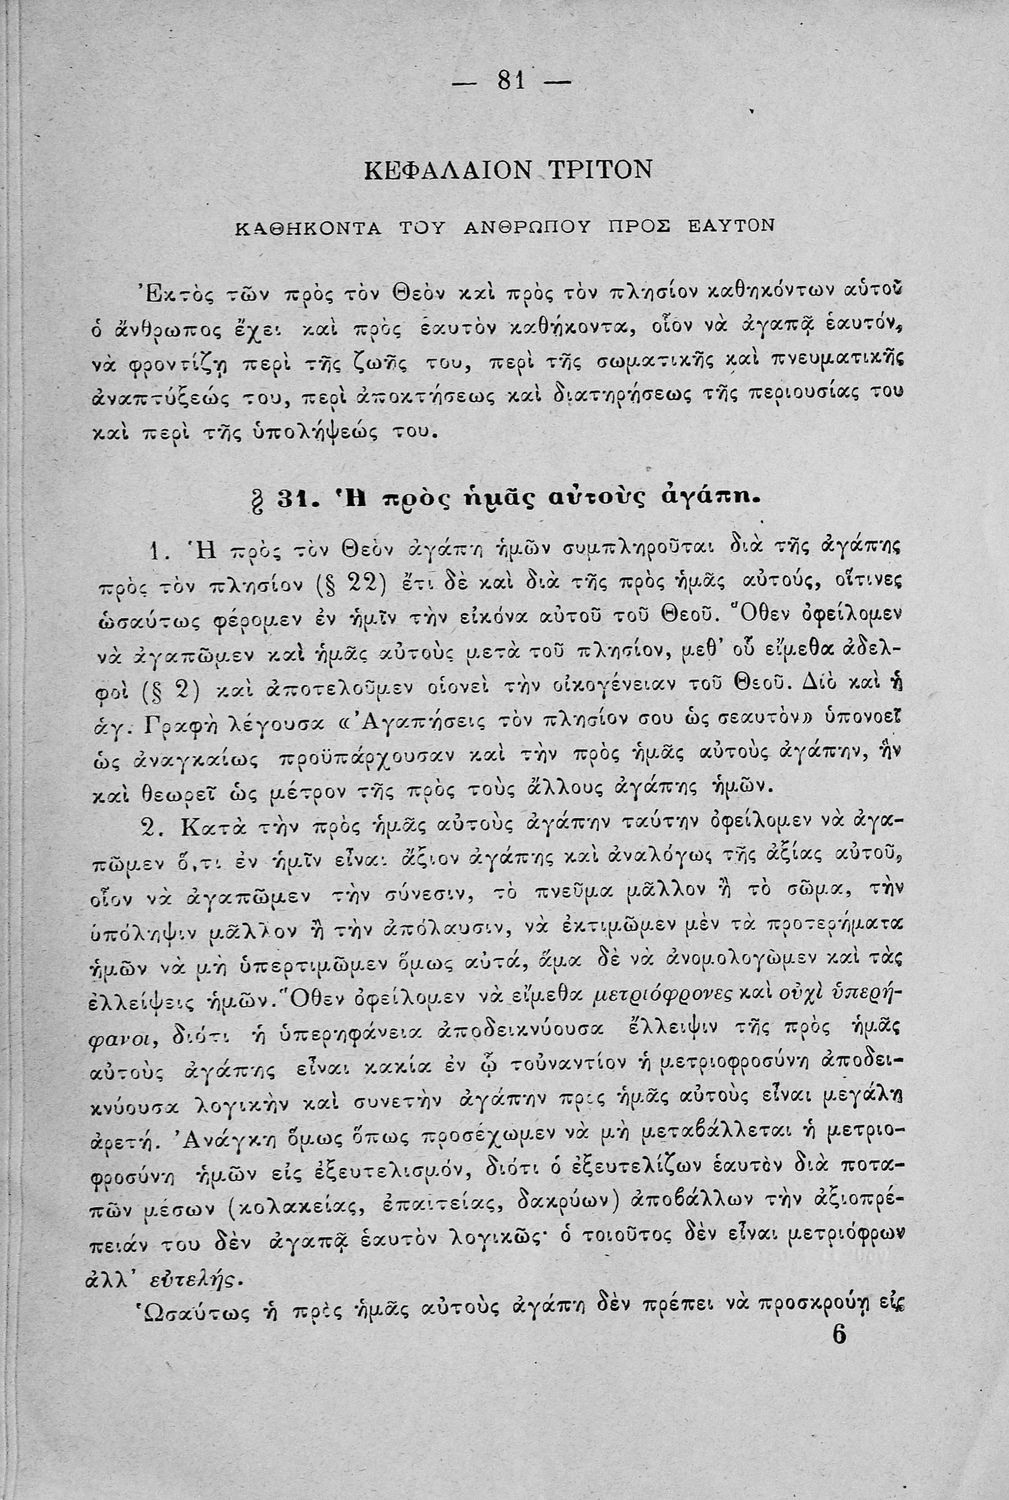 — 81 —
ΚΕΦΑΛΑΙΟΝ ΤΡΙΤΟΝ
ΚΑΘΗΚΟΝΤΑ ΤΟΥ ΑΝΘΡΩΠΟΥ ΠΡΟΣ ΕΑΥΤΟΝ
Ἐκτὸς τῶν πρὸς τὸν Θεὸν καὶ πρὸς τὸν πλησίον καθηκόντων αὑτοῦ
ὁ ἄνθρωπος ἔχει καὶ πρὸς ἑαυτὸν καθήκοντα, οἷον νὰ ἀγαπᾷ ἑαυτόν,
νὰ φροντίζῃ περὶ τῆς ζωῆς του, περὶ τῆς σωματικῆς καὶ πνευματικῆς
ἀναπτύξεώς του, περὶ ἀποκτήσεως καὶ διατηρήσεως τῆς περιουσίας του
καὶ περὶ τῆς ὑπολήψεώς του.
§ 31. Ἡ πρὸς ἡμᾶς αὐτοὺς ἀγάπη.
1. Ἡ πρὸς τὸν Θεὸν ἀγάπη ἡμῶν συμπληροῦται διὰ τῆς ἀγάπης
πρὸς τὸν πλησίον (§ 22) ἔτι δὲ καὶ διὰ τῆς πρὸς ἡμᾶς αὐτούς, οἵτινες
ὡσαύτως φέρομεν ἐν ἡμῖν τὴν εἰκόνα αὐτοῦ τοῦ Θεοῦ. Ὅθεν ὀφείλομεν
νὰ ἀγαπῶμεν καὶ ἡμᾶς αὐτοὺς μετὰ τοῦ πλησίον, μεθ᾽ οὗ εἴμεθα ἀδελ-
φοὶ (§ 2) καὶ ἀποτελοῦμεν οἱονεὶ τὴν οἰκογένειαν τοῦ Θεοῦ. Διὸ καὶ ἡ
ἁγ. Γραφὴ λέγουσα «Ἀγαπήσεις τὸν πλησίον σου ὡς σεαυτὸν» ὑπονοεῖ
ὡς ἀναγκαίως προϋπάρχουσαν καὶ τὴν πρὸς ἡμᾶς αὐτοὺς ἀγάπην, ἣν
καὶ θεωρεῖ ὡς μέτρον τῆς πρὸς τοὺς ἄλλους ἀγάπης ἡμῶν.
2. Κατὰ τὴν πρὸς ἡμᾶς αὐτοὺς ἀγάπην ταύτην ὀφείλομεν νὰ ἀγα-
πῶμεν ὅ,τι ἐν ἡμῖν εἶναι ἄξιον ἀγάπης καὶ ἀναλόγως τῆς ἀξίας αὐτοῦ,
οἷον νὰ ἀγαπῶμεν τὴν σύνεσιν, τὸ πνεῦμα μᾶλλον ἢ τὸ σῶμα, τὴν
ὑπόληψιν μᾶλλον ἢ τὴν ἀπόλαυσιν, νὰ ἐκτιμῶμεν μὲν τὰ προτερήματα
ἡμῶν νὰ μὴ ὑπερτιμῶμεν ὅμως αὐτά, ἅμα δὲ νὰ ἀνομολογῶμεν καὶ τὰς
ἐλλείψεις ἡμῶν. Ὅθεν ὀφείλομεν νὰ εἴμεθα μετριόφρονες καὶ οὐχὶ ὑπερή-
φανοι, διότι ἡ ὑπερηφάνεια ἀποδεικνύουσα ἔλλειψιν τῆς πρὸς ἡμᾶς
αὐτοὺς ἀγάπης εἶναι κακία ἐν ᾧ τοὐναντίον ἡ μετριοφροσύνη ἀποδει-
κνύουσα λογικὴν καὶ συνετὴν ἀγάπην πρὸς ἡμᾶς αὐτοὺς εἶναι μεγάλη
ἀρετή. Ἀνάγκη ὅμως ὅπως προσέχωμεν νὰ μὴ μεταβάλλεται ἡ μετριο-
φροσύνη ἡμῶν εἰς ἐξευτελισμόν, διότι ὁ ἐξευτελίζων ἑαυτὸν διὰ ποτα-
πῶν μέσων (κολακείας, ἐπαιτείας, δακρύων) ἀποβάλλων τὴν ἀξιοπρέ-
πειάν του δὲν ἀγαπᾷ ἑαυτὸν λογικῶς· ὁ τοιοῦτος δὲν εἶναι μετριόφρων
ἀλλ᾽ εὐτελής.
Ὡσαύτως ἡ πρὸς ἡμᾶς αὐτοὺς ἀγάπη δὲν πρέπει νὰ προσκρούῃ εἰς
6